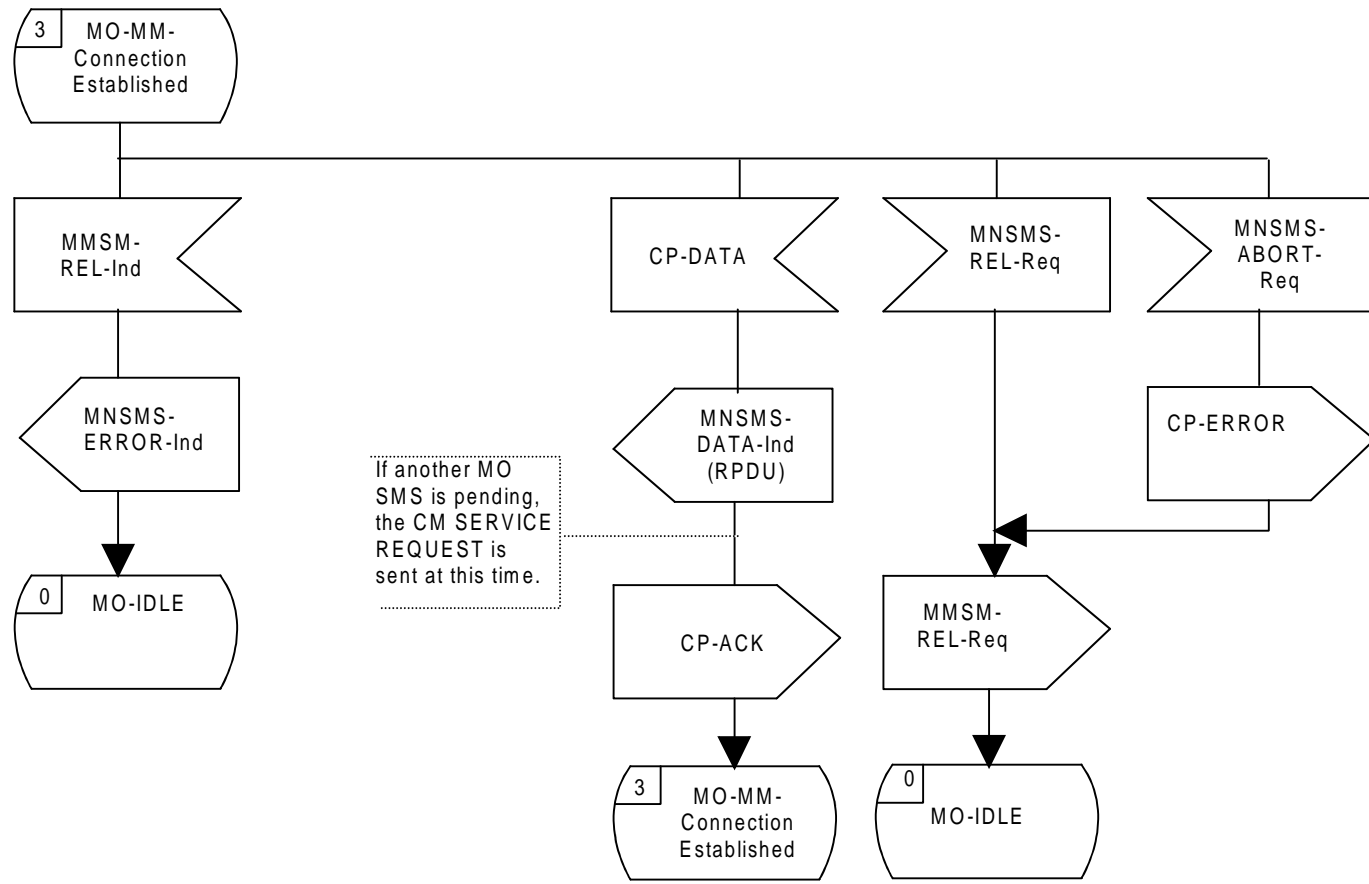 3
MO-MM-
Connection
Established
MMSM-
REL-Ind
CP-DATA
MNSMS-
REL-Req
MNSMS-
ABORT-
Req
MNSMS-
ERROR-Ind
MNSMS-
DATA-Ind
(RPDU)
CP-ERROR
If another MO
SMS is pending,
the CM SERVICE
REQUEST is
sent at this time.
0
MO-IDLE
CP-ACK
MMSM-
REL-Req
3
MO-MM-
Connection
Established
0
MO-IDLE